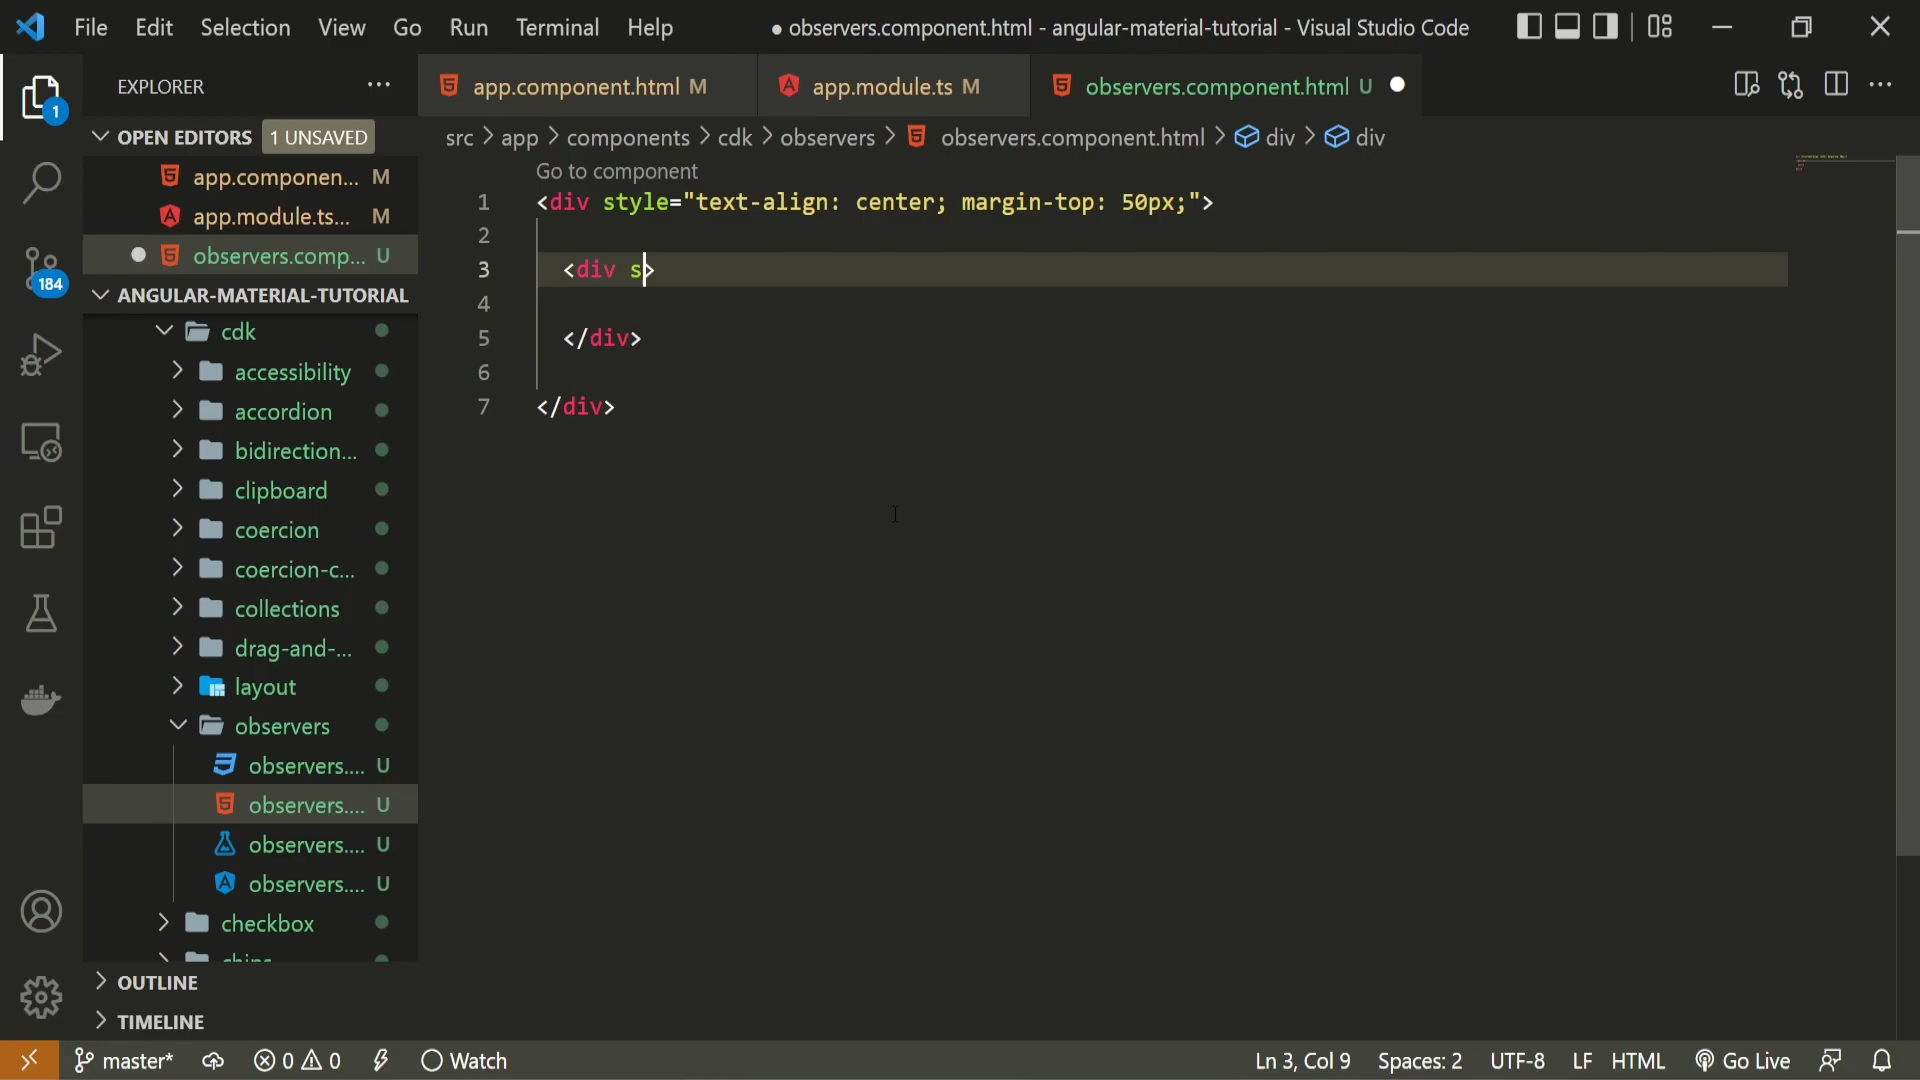 File Edit Selection View Go Run Terminal Help
● observers.component.html - angular-material-tutorial - Visual Studio Code
EXPLORER
app.component.html M
app.module.ts M
observers.component.html U
OPEN EDITORS 1 UNSAVED
src > app > components > cdk > observers > observers.component.html > div > div
app.componen... M
app.module.ts... M
observers.comp... U
ANGULAR-MATERIAL-TUTORIAL
cdk
accessibility
accordion
bidirection...
clipboard
coercion
coercion-c...
collections
drag-and-...
layout
observers
observers.... U
observers.... U
observers.... U
observers.... U
checkbox
chips
OUTLINE
TIMELINE
1
184
Go to component
1 <div style="text-align: center; margin-top: 50px;">
2
3 <div s>
4
5 </div>
6
7 </div>
master* 0 0 Watch
Ln 3, Col 9 Spaces: 2 UTF-8 LF HTML Go Live